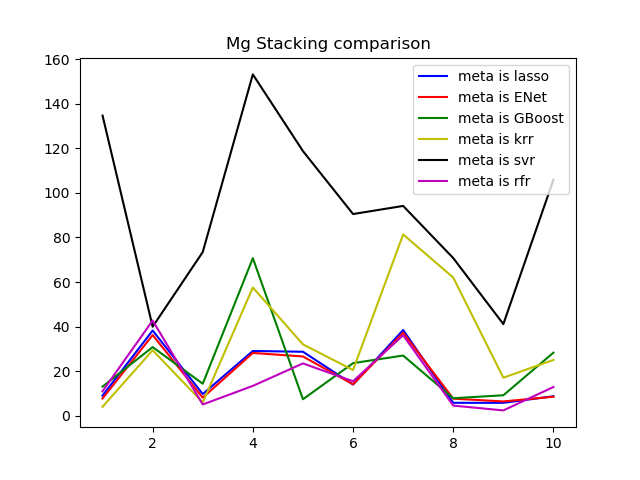 Mg Stacking comparison
160
140
120
100
80
60
40
20
0
2
4
6
8
10
meta is lasso
meta is ENet
meta is GBoost
meta is krr
meta is svr
meta is rfr